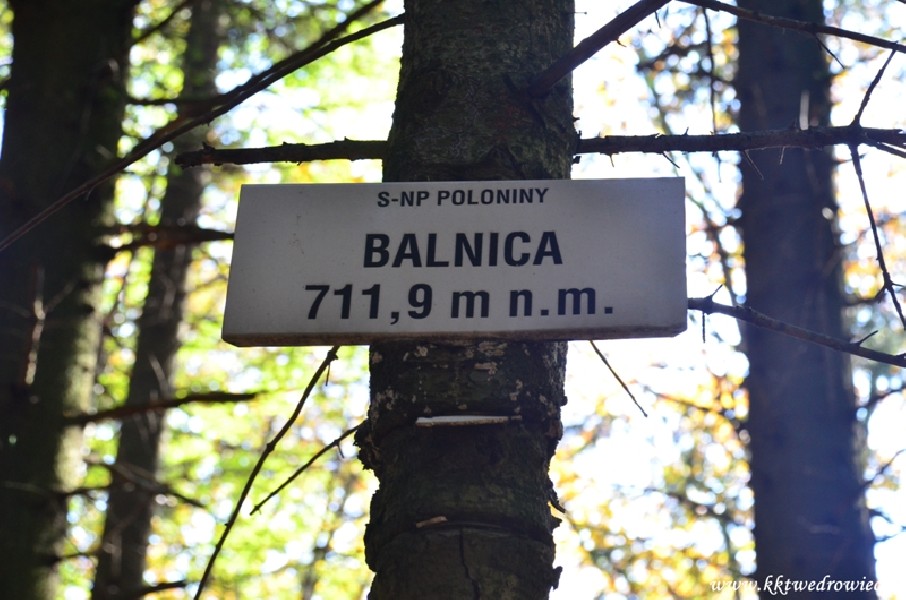 S-NP POLONINY
BALNICA
711,9 m n.m.
www.kktwedrowiec